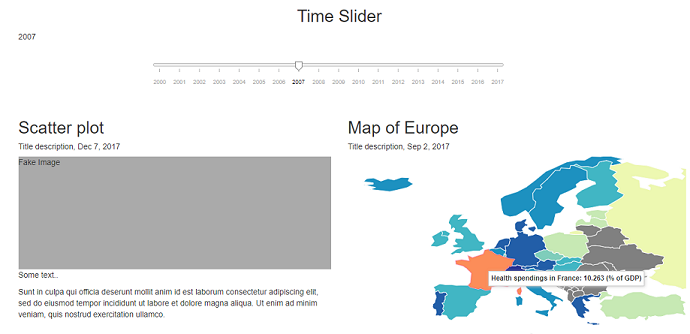 Time Slider
2007
2000 2001 2002 2003 2004 2005 2006 2007 2008 2009 2010 2011 2012 2013 2014 2015 2016 2017
Scatter plot
Title description, Dec 7, 2017
Fake Image
Some text..
Sunt in culpa qui officia deserunt mollit anim id est laborum consectetur adipiscing elit,
sed do eiusmod tempor incididunt ut labore et dolore magna aliqua. Ut enim ad minim
veniam, quis nostrud exercitation ullamco.
Map of Europe
Title description, Sep 2, 2017
Health spendings in France: 10.263 (% of GDP)